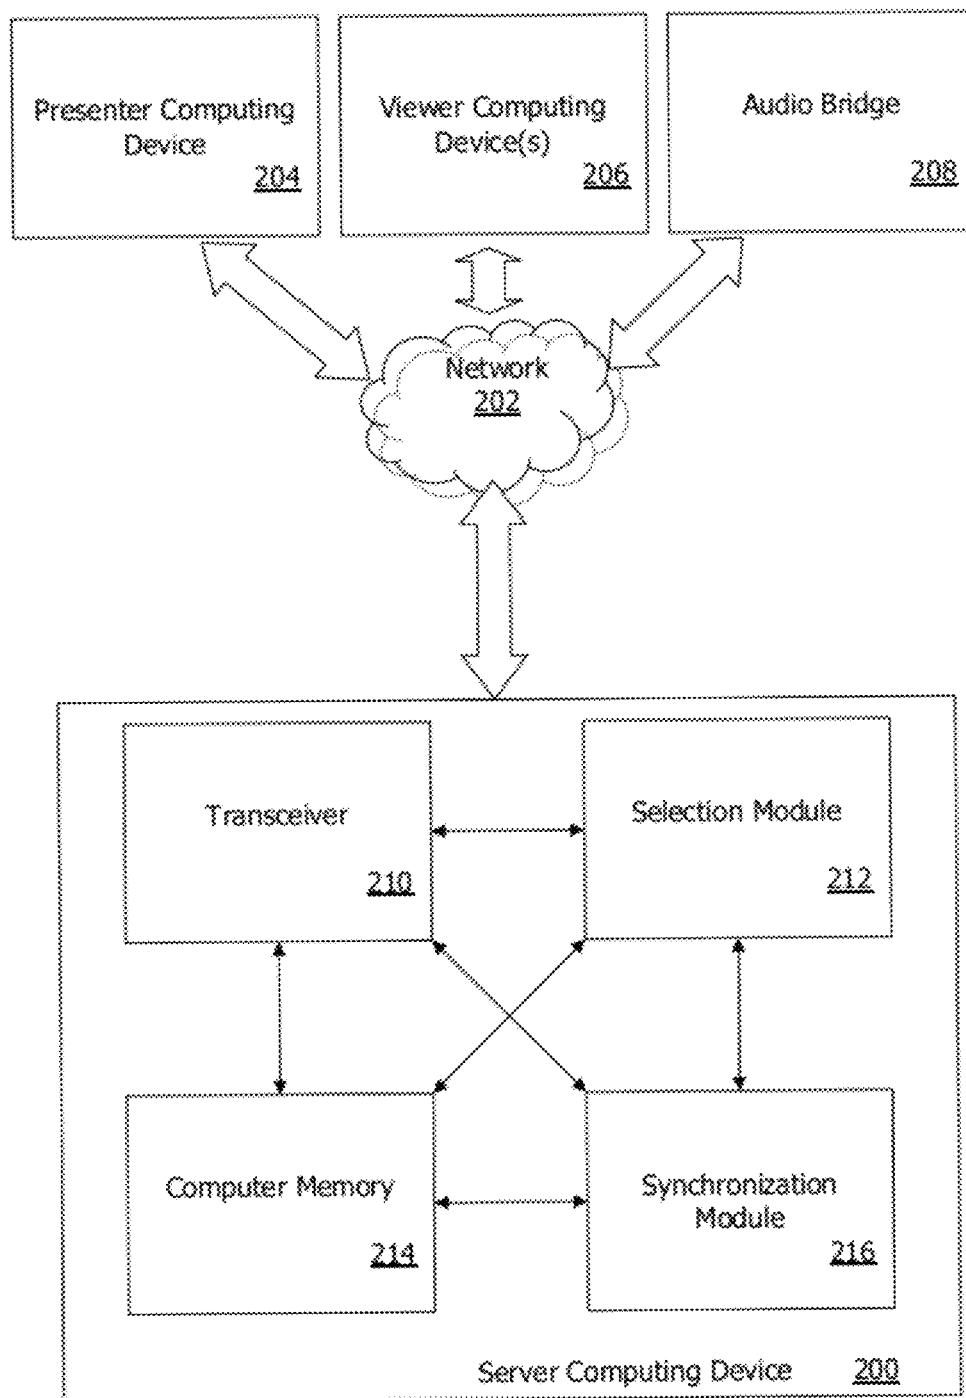 Presenter Computing
Device
204
Viewer Computing
Device(s)
206
Audio Bridge
208
Network
202
Transceiver
210
Selection Module
212
Computer Memory
214
Synchronization
Module
216
Server Computing Device 200